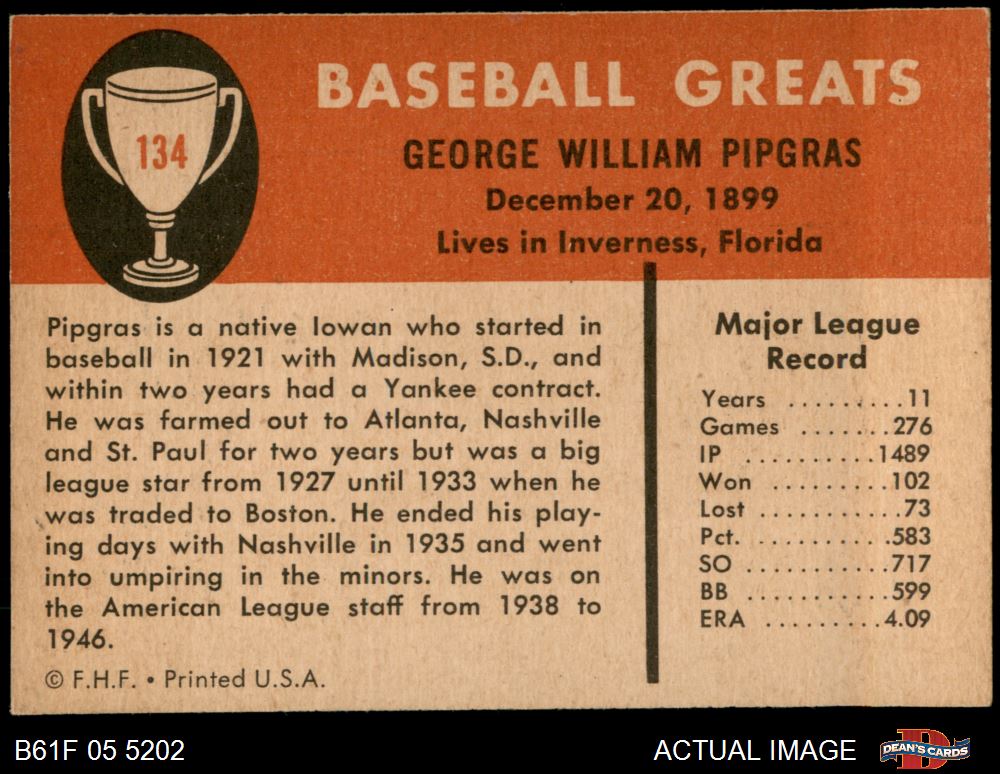 134
BASEBALL GREATS
GEORGE WILLIAM PIPGRAS
December 20, 1899
Lives in Inverness, Florida
Pipgras is a native Iowan who started in
baseball in 1921 with Madison, S.D., and
within two years had a Yankee contract.
He was farmed out to Atlanta, Nashville
and St. Paul for two years but was a big
league star from 1927 until 1933 when he
was traded to Boston. He ended his play-
ing days with Nashville in 1935 and went
into umpiring in the minors. He was on
the American League staff from 1938 to
1946.
© F.H.F. • Printed U.S.A.
Major League
Record
Years .........11
Games .......276
IP ..........1489
Won .........102
Lost ..........73
Pct. .........583
SO ..........717
BB ..........599
ERA .........4.09
B61F 05 5202
ACTUAL IMAGE
D
DEAN'S CARDS